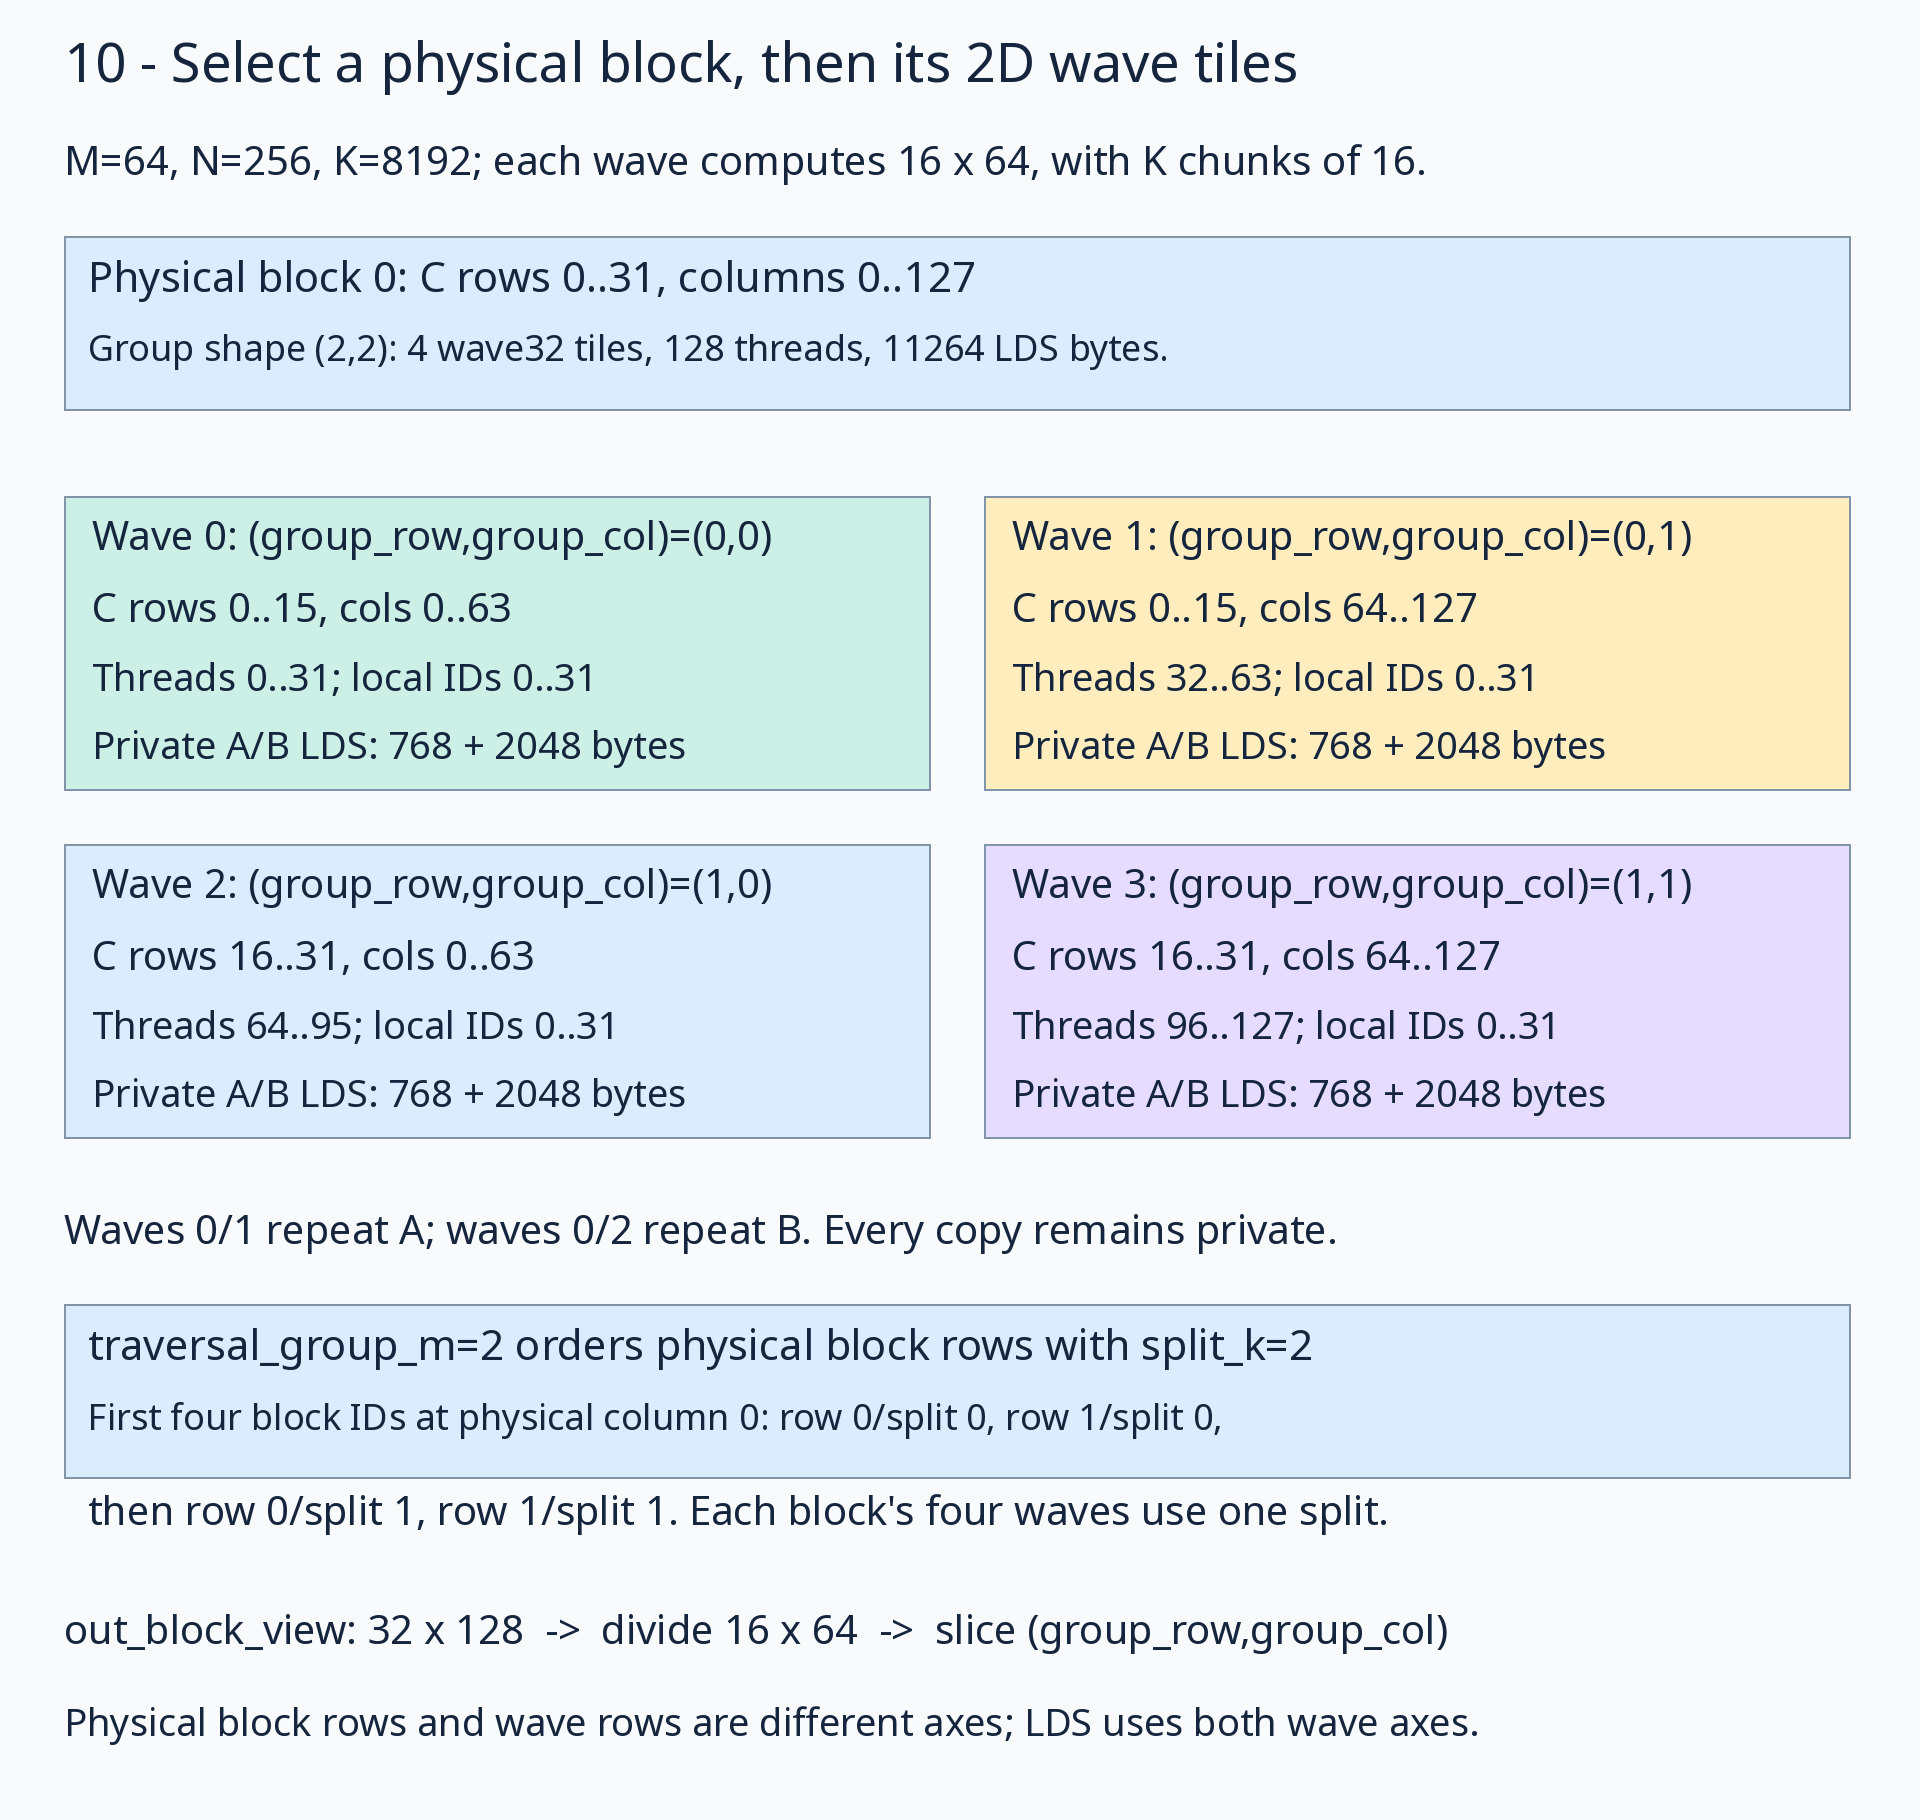 10 - Select a physical block, then its 2D wave tiles
M=64, N=256, K=8192; each wave computes 16 x 64, with K chunks of 16.
Physical block 0: C rows 0..31, columns 0..127
Group shape (2,2): 4 wave32 tiles, 128 threads, 11264 LDS bytes.
Wave 0: (group_row,group_col)=(0,0)
C rows 0..15, cols 0..63
Threads 0..31; local IDs 0..31
Private A/B LDS: 768 + 2048 bytes
Wave 1: (group_row,group_col)=(0,1)
C rows 0..15, cols 64..127
Threads 32..63; local IDs 0..31
Private A/B LDS: 768 + 2048 bytes
Wave 2: (group_row,group_col)=(1,0)
C rows 16..31, cols 0..63
Threads 64..95; local IDs 0..31
Private A/B LDS: 768 + 2048 bytes
Wave 3: (group_row,group_col)=(1,1)
C rows 16..31, cols 64..127
Threads 96..127; local IDs 0..31
Private A/B LDS: 768 + 2048 bytes
Waves 0/1 repeat A; waves 0/2 repeat B. Every copy remains private.
traversal_group_m=2 orders physical block rows with split_k=2
First four block IDs at physical column 0: row 0/split 0, row 1/split 0,
then row 0/split 1, row 1/split 1. Each block's four waves use one split.
out_block_view: 32 x 128  ->  divide 16 x 64  ->  slice (group_row,group_col)
Physical block rows and wave rows are different axes; LDS uses both wave axes.